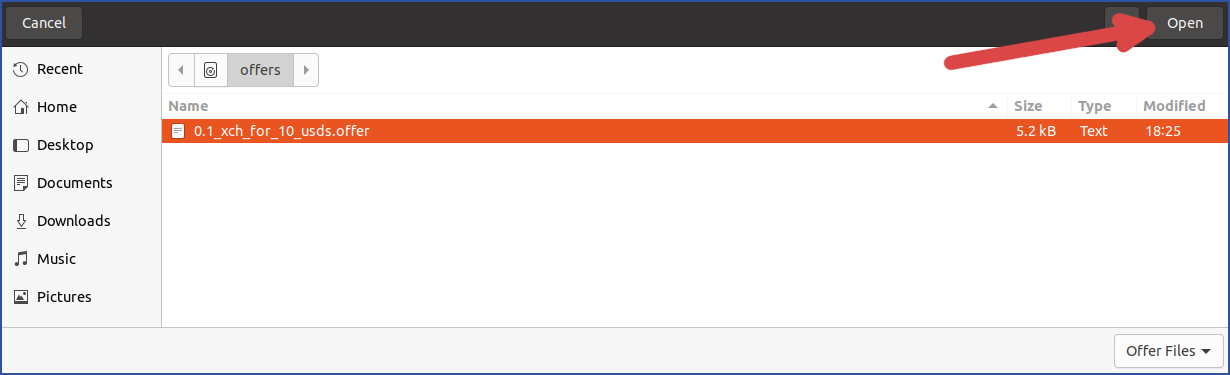 Cancel
Open
Recent
Home
Desktop
Documents
Downloads
Music
Pictures
offers
Name Size Type Modified
0.1_xch_for_10_usds.offer 5.2 kB Text 18:25
Offer Files